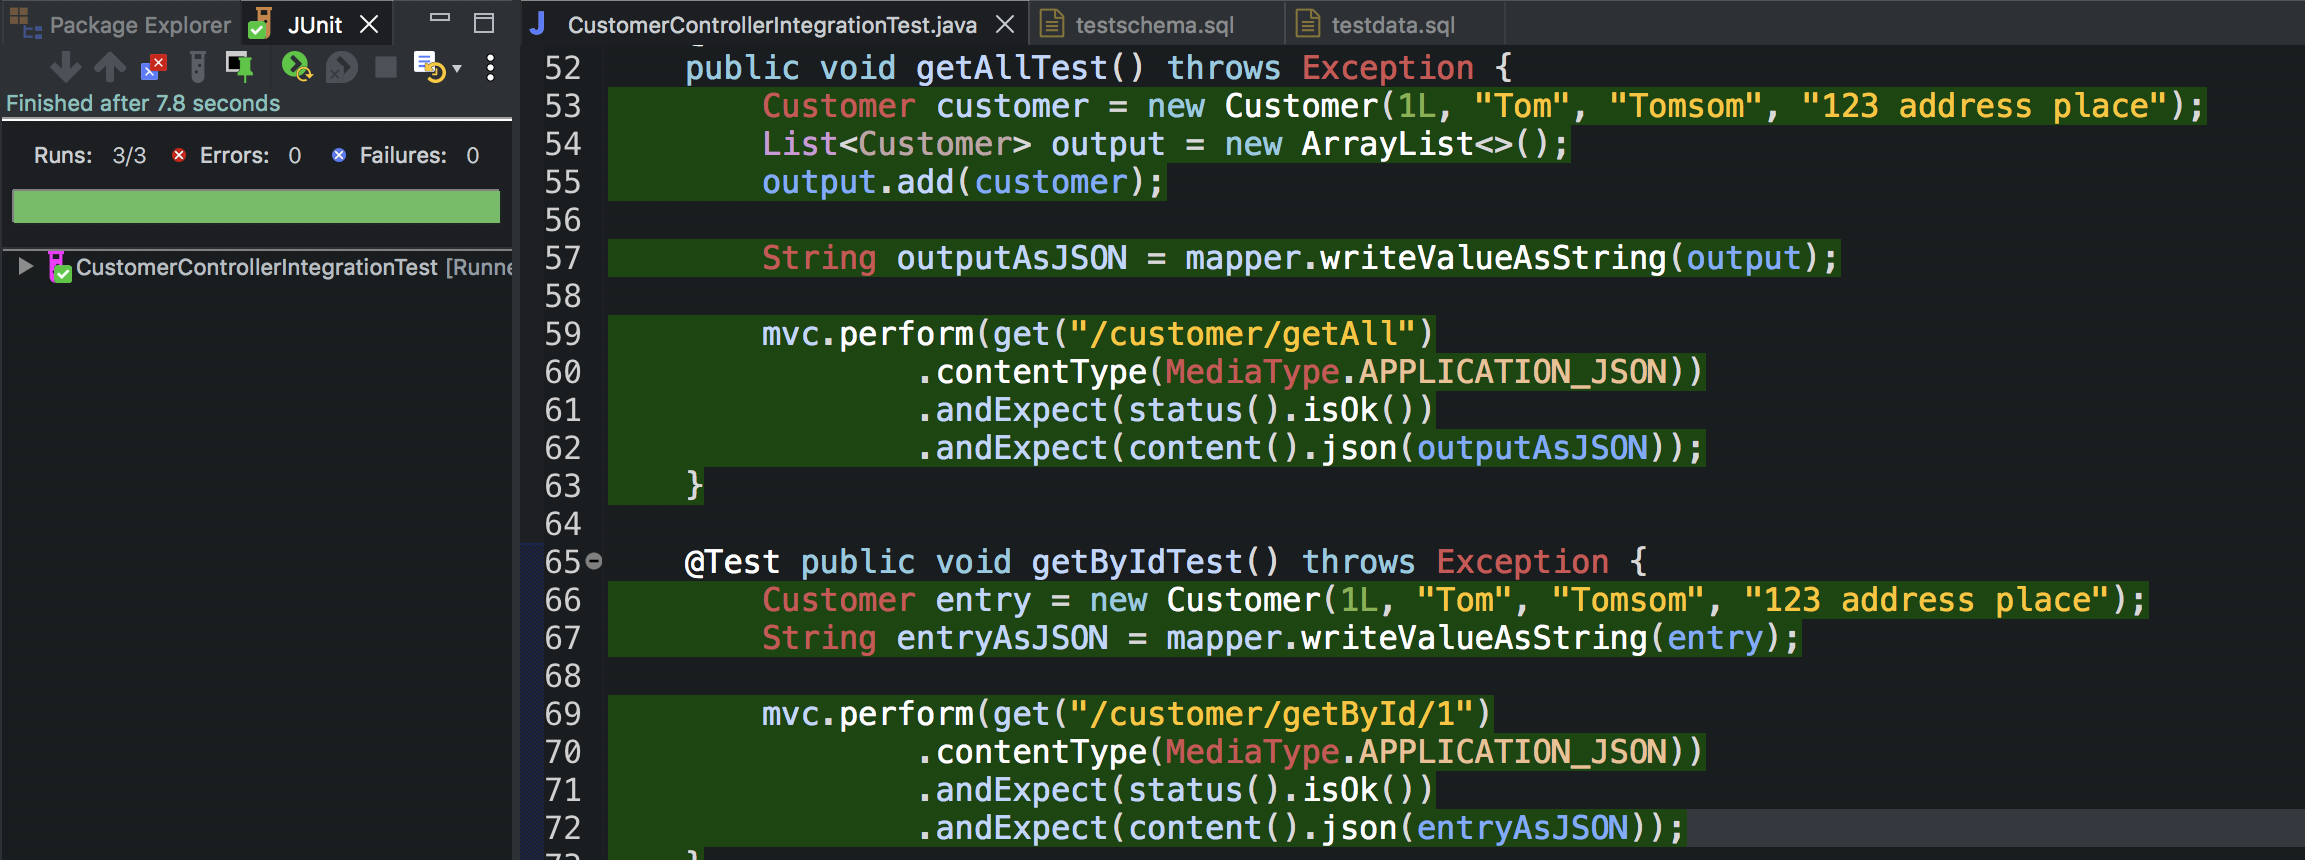 Package Explorer
JUnit
Finished after 7.8 seconds
Runs: 3/3 Errors: 0 Failures: 0
CustomerControllerIntegrationTest [Runne
CustomerControllerIntegrationTest.java
testschema.sql
testdata.sql
52 public void getAllTest() throws Exception {
53 Customer customer = new Customer(1L, "Tom", "Tomsom", "123 address place");
54 List<Customer> output = new ArrayList<>();
55 output.add(customer);
56
57 String outputAsJSON = mapper.writeValueAsString(output);
58
59 mvc.perform(get("/customer/getAll")
60 .contentType(MediaType.APPLICATION_JSON))
61 .andExpect(status().isOk())
62 .andExpect(content().json(outputAsJSON));
63 }
64
65 @Test public void getByIdTest() throws Exception {
66 Customer entry = new Customer(1L, "Tom", "Tomsom", "123 address place");
67 String entryAsJSON = mapper.writeValueAsString(entry);
68
69 mvc.perform(get("/customer/getById/1")
70 .contentType(MediaType.APPLICATION_JSON))
71 .andExpect(status().isOk())
72 .andExpect(content().json(entryAsJSON));